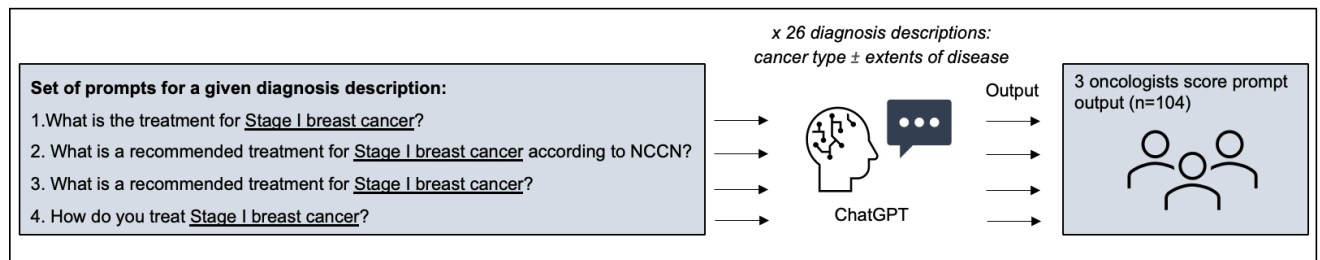 x 26 diagnosis descriptions:
cancer type ± extents of disease
Set of prompts for a given diagnosis description:
1.What is the treatment for Stage I breast cancer?
2. What is a recommended treatment for Stage I breast cancer according to NCCN?
3. What is a recommended treatment for Stage I breast cancer?
4. How do you treat Stage I breast cancer?
ChatGPT
Output
3 oncologists score prompt
output (n=104)